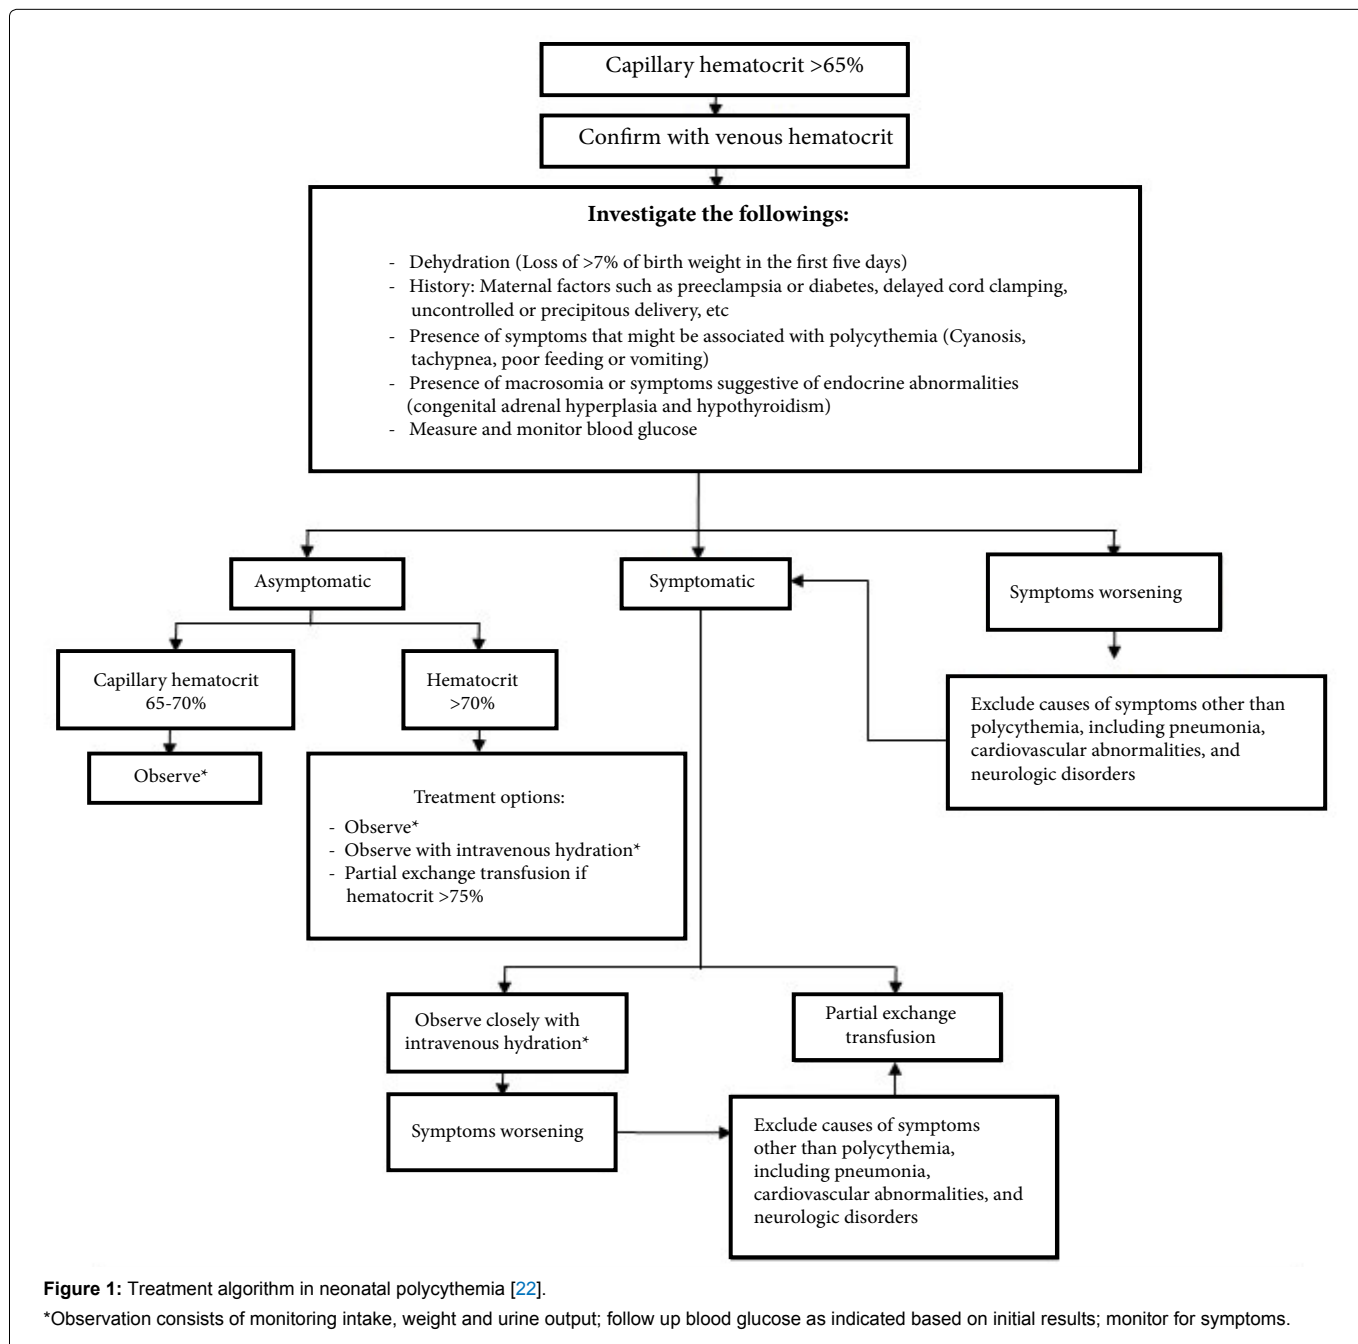 Capillary hematocrit >65%
Confirm with venous hematocrit
Investigate the followings:
- Dehydration (Loss of >7% of birth weight in the first five days)
- History: Maternal factors such as preeclampsia or diabetes, delayed cord clamping,
uncontrolled or precipitous delivery, etc
- Presence of symptoms that might be associated with polycythemia (Cyanosis,
tachypnea, poor feeding or vomiting)
- Presence of macrosomia or symptoms suggestive of endocrine abnormalities
(congenital adrenal hyperplasia and hypothyroidism)
- Measure and monitor blood glucose
Asymptomatic
Symptomatic
Symptoms worsening
Capillary hematocrit
65-70%
Hematocrit
>70%
Exclude causes of symptoms other than
polycythemia, including pneumonia,
cardiovascular abnormalities, and
neurologic disorders
Observe*
Treatment options:
- Observe*
- Observe with intravenous hydration*
- Partial exchange transfusion if
hematocrit >75%
Observe closely with
intravenous hydration*
Partial exchange
transfusion
Symptoms worsening
Exclude causes of symptoms
other than polycythemia,
including pneumonia,
cardiovascular abnormalities, and
neurologic disorders
Figure 1: Treatment algorithm in neonatal polycythemia [22].
*Observation consists of monitoring intake, weight and urine output; follow up blood glucose as indicated based on initial results; monitor for symptoms.